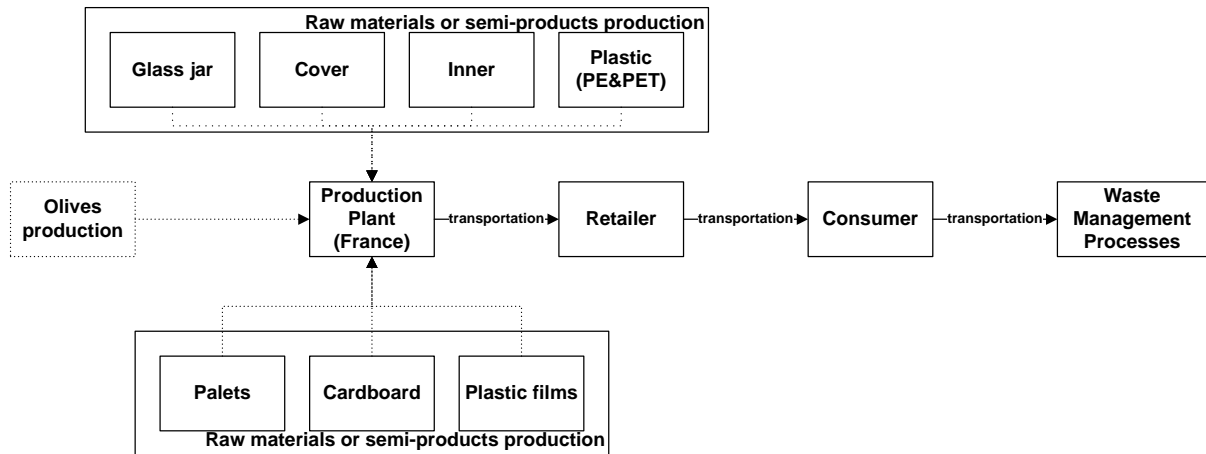 Raw materials or semi-products production
Glass jar
Cover
Inner
Plastic
(PE&PET)
Olives
production
Production
Plant
(France)
transportation
Retailer
transportation
Consumer
transportation
Waste
Management
Processes
Palets
Cardboard
Plastic films
Raw materials or semi-products production